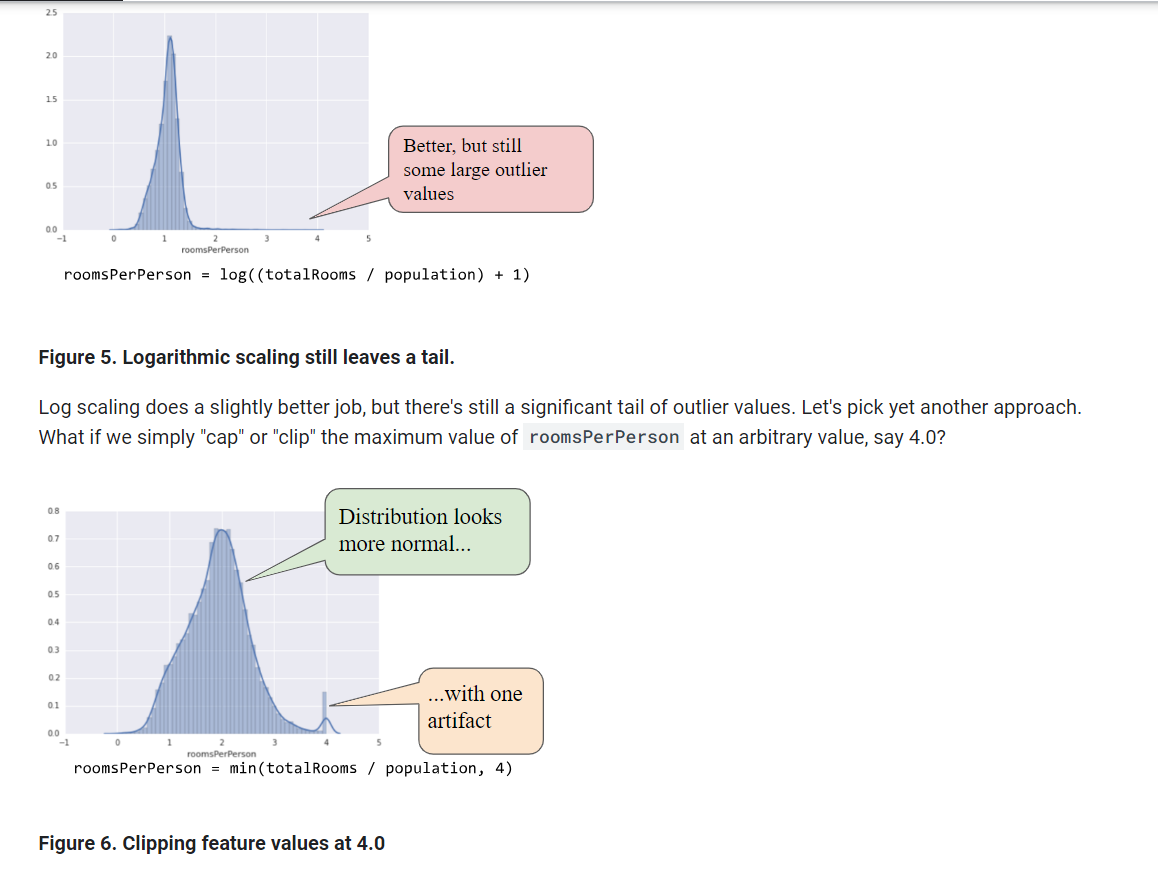 2.5
2.0
1.5
1.0
0.5
0.0
−1 0 1 2 3 4 5
roomsPerPerson
Better, but still
some large outlier
values
roomsPerPerson = log((totalRooms / population) + 1)
Figure 5. Logarithmic scaling still leaves a tail.
Log scaling does a slightly better job, but there's still a significant tail of outlier values. Let's pick yet another approach.
What if we simply "cap" or "clip" the maximum value of roomsPerPerson at an arbitrary value, say 4.0?
0.8
0.7
0.6
0.5
0.4
0.3
0.2
0.1
0.0
−1 0 1 2 3 4 5
roomsPerPerson
Distribution looks
more normal...
...with one
artifact
roomsPerPerson = min(totalRooms / population, 4)
Figure 6. Clipping feature values at 4.0